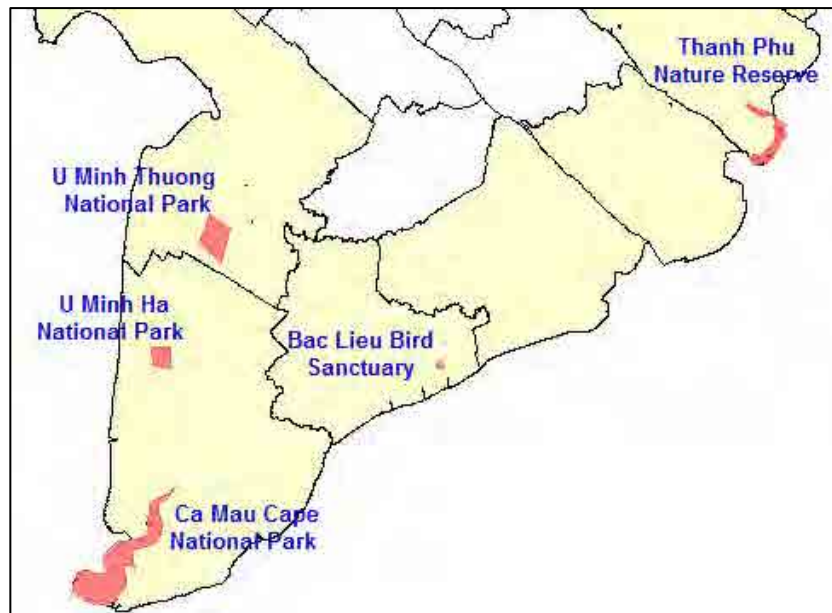 Thanh Phu
Nature Reserve
U Minh Thuong
National Park
U Minh Ha
National Park
Bac Lieu Bird
Sanctuary
Ca Mau Cape
National Park